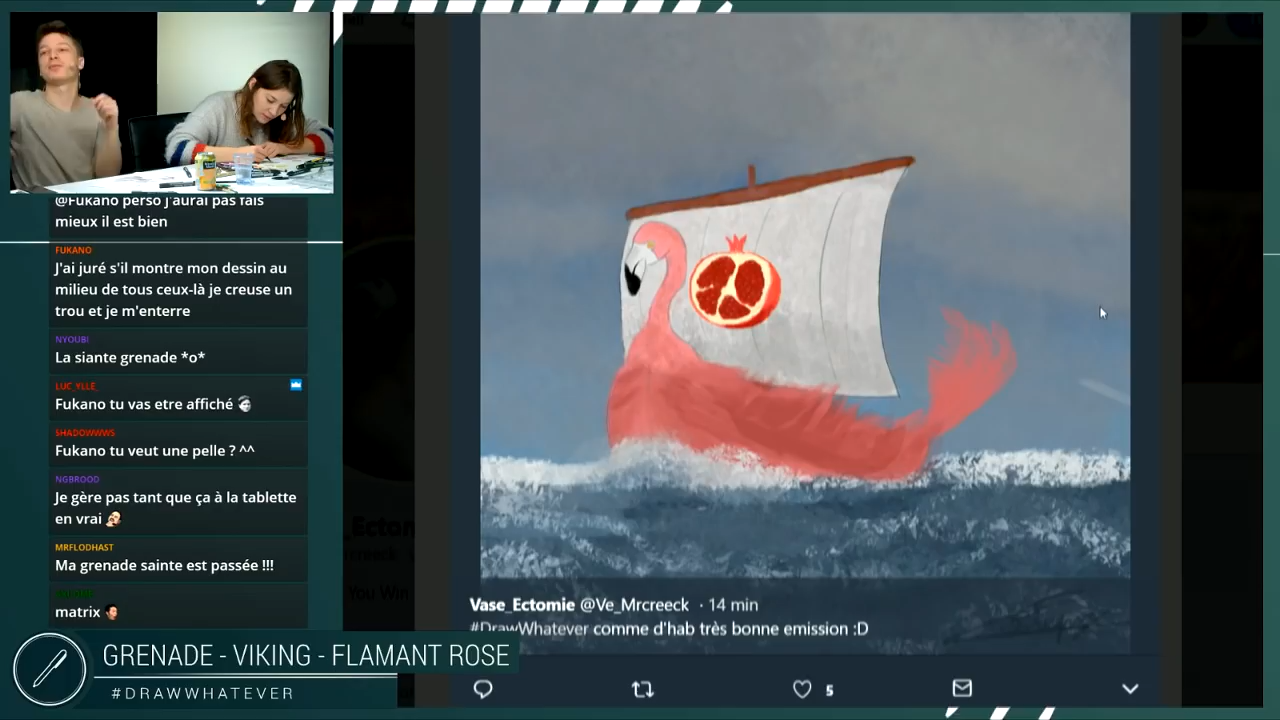 @Fukano perso j'aurai pas fais
mieux il est bien
FUKANO
J'ai juré s'il montre mon dessin au
milieu de tous ceux-là je creuse un
trou et je m'enterre
NYOUBI
La siante grenade *o*
LUC_YLLE_
Fukano tu vas etre affiché
SHADOWWWS
Fukano tu veut une pelle ? ^^
NGBROOD
Je gère pas tant que ça à la tablette
en vrai
MRFLODHAST
Ma grenade sainte est passée !!!
matrix
GRENADE - VIKING - FLAMANT ROSE
#DRAWWHATEVER
You Win
Vase_Ectomie @Ve_Mrcreeck · 14 min
#DrawWhatever comme d'hab très bonne emission :D
5